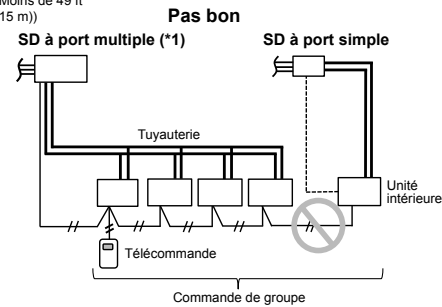 Moins de 49 ft
15 m))
Pas bon
SD à port multiple (*1)
SD à port simple
Tuyauterie
Unité
intérieure
Télécommande
Commande de groupe